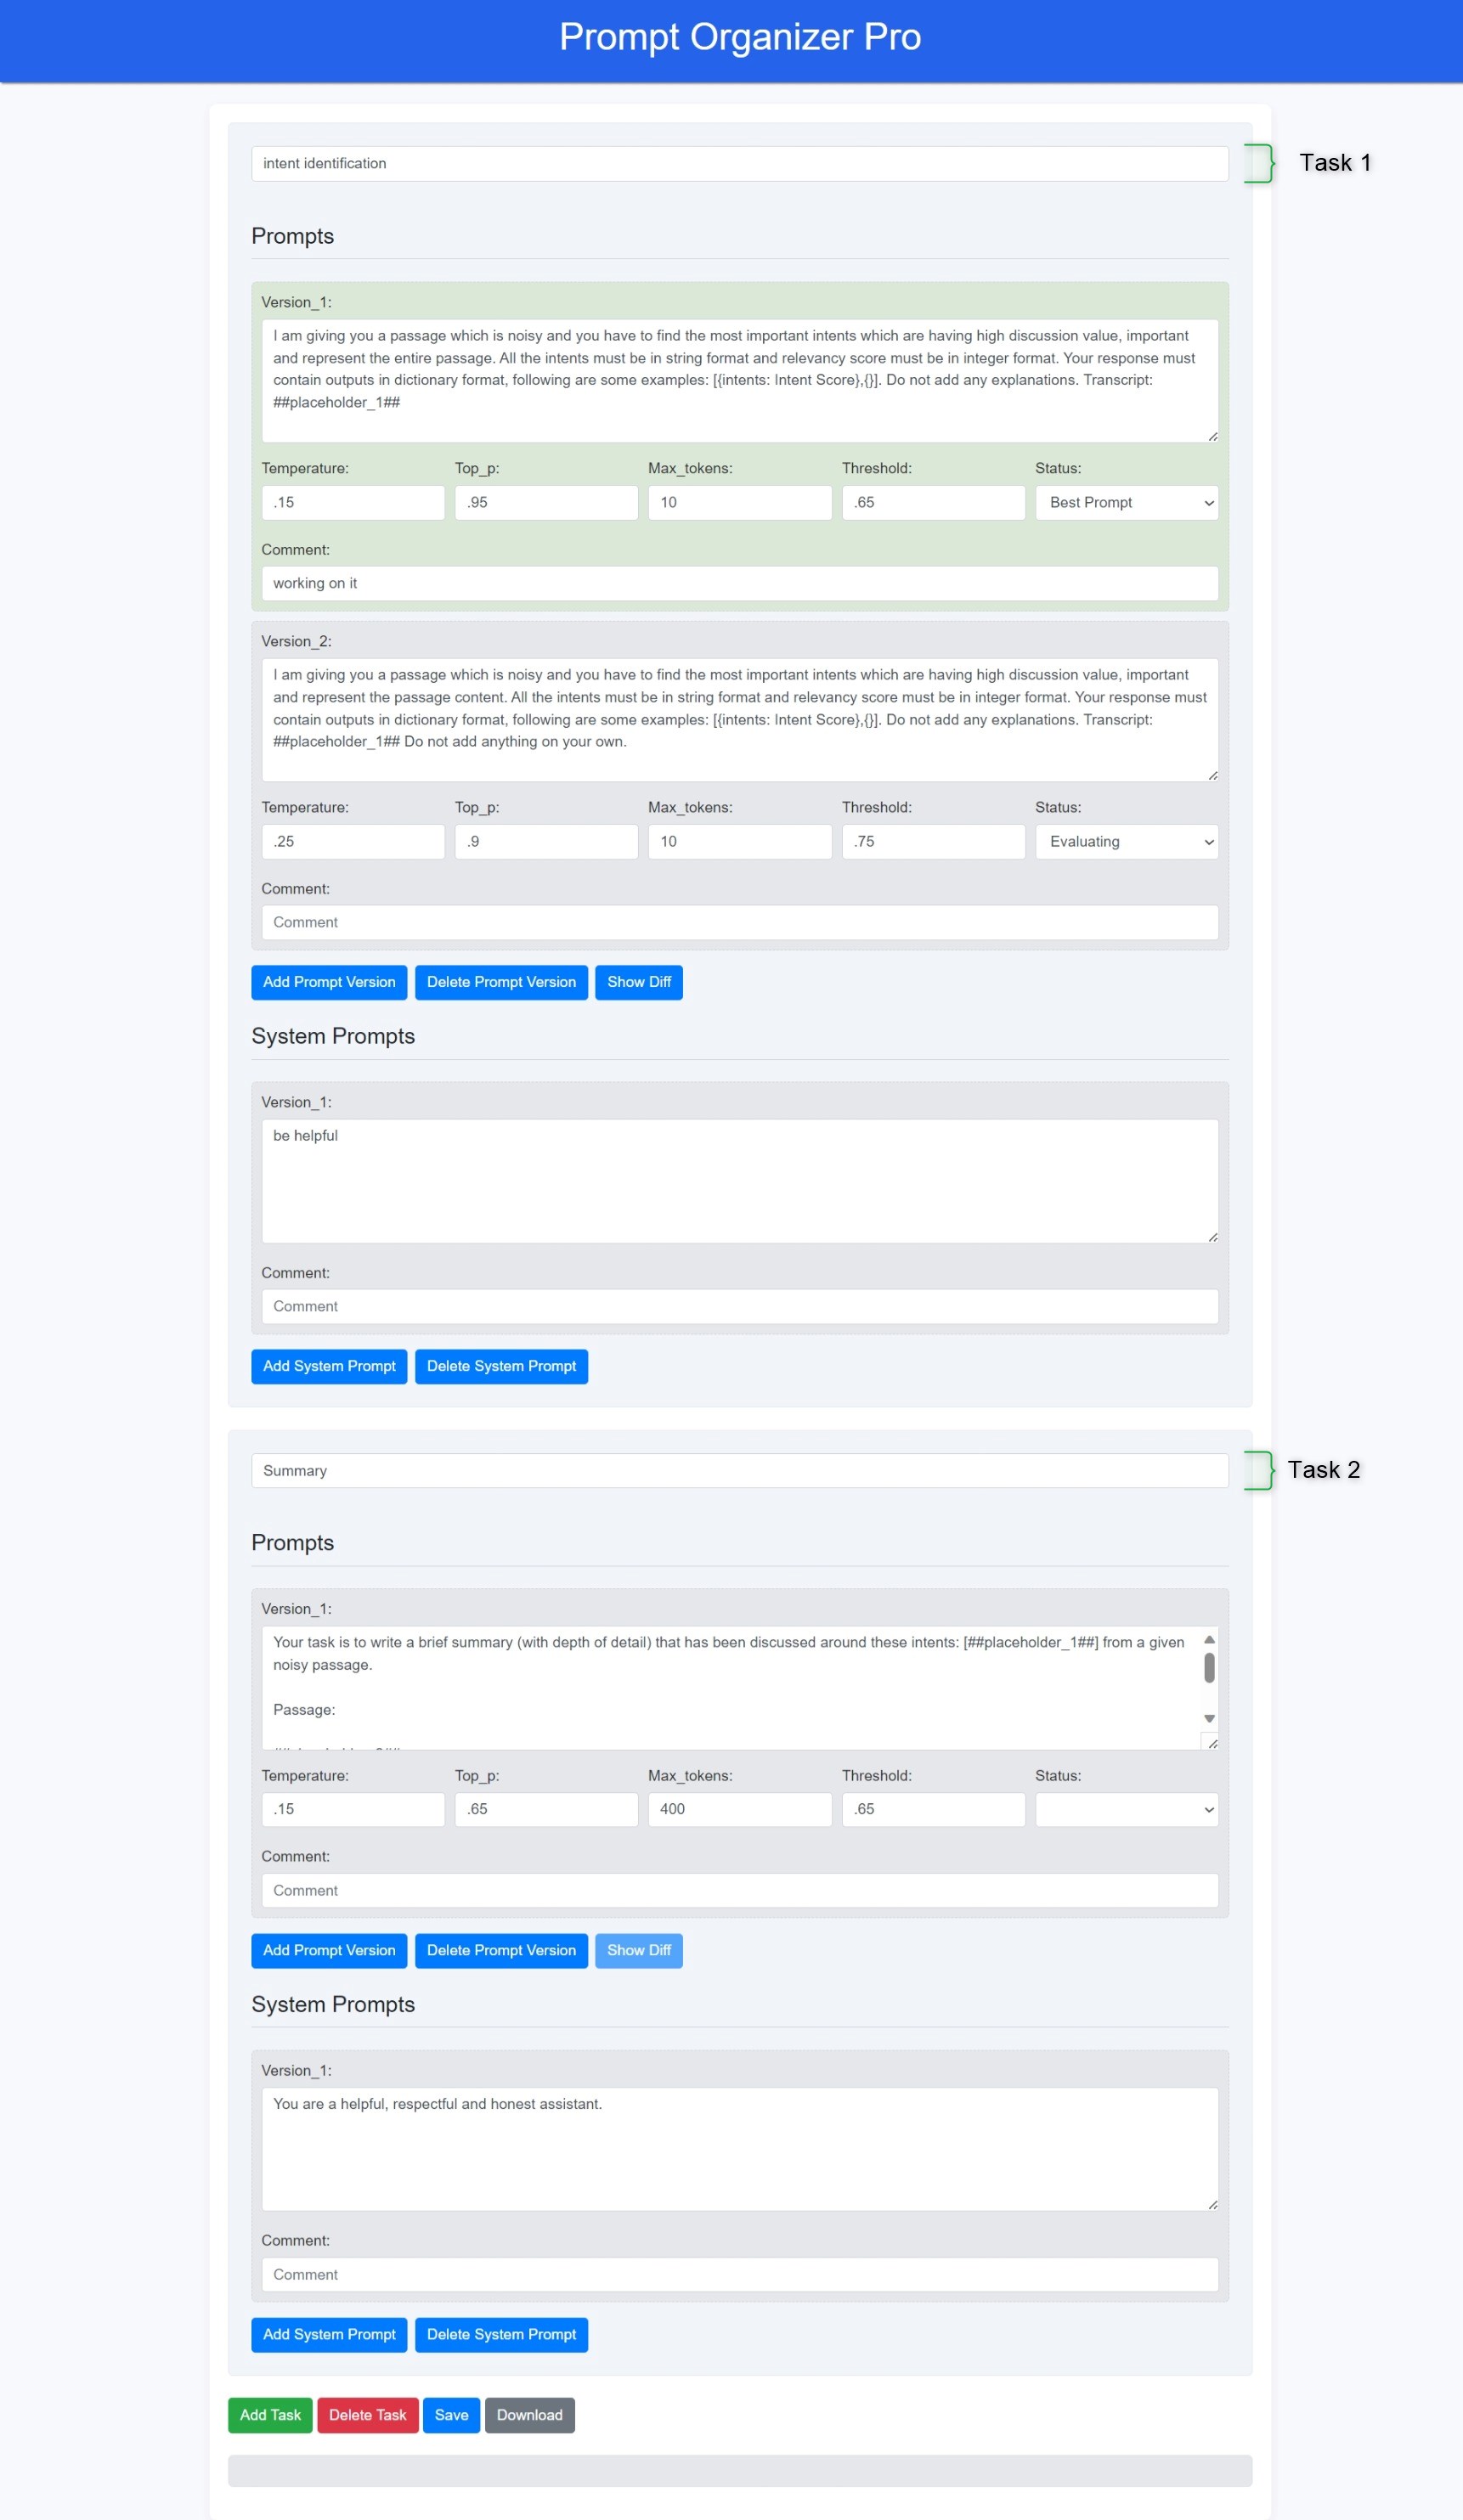 Prompt Organizer Pro
intent identification
Task 1
Prompts
Version_1:
I am giving you a passage which is noisy and you have to find the most important intents which are having high discussion value, important
and represent the entire passage. All the intents must be in string format and relevancy score must be in integer format. Your response must
contain outputs in dictionary format, following are some examples: [{intents: Intent Score},{}]. Do not add any explanations. Transcript:
##placeholder_1##
Temperature: Top_p: Max_tokens: Threshold: Status:
.15 .95 10 .65 Best Prompt
Comment:
working on it
Version_2:
I am giving you a passage which is noisy and you have to find the most important intents which are having high discussion value, important
and represent the passage content. All the intents must be in string format and relevancy score must be in integer format. Your response must
contain outputs in dictionary format, following are some examples: [{intents: Intent Score},{}]. Do not add any explanations. Transcript:
##placeholder_1## Do not add anything on your own.
Temperature: Top_p: Max_tokens: Threshold: Status:
.25 .9 10 .75 Evaluating
Comment:
Comment
Add Prompt Version Delete Prompt Version Show Diff
System Prompts
Version_1:
be helpful
Comment:
Comment
Add System Prompt Delete System Prompt
Summary
Task 2
Prompts
Version_1:
Your task is to write a brief summary (with depth of detail) that has been discussed around these intents: [##placeholder_1##] from a given
noisy passage.
Passage:
Temperature: Top_p: Max_tokens: Threshold: Status:
.15 .65 400 .65
Comment:
Comment
Add Prompt Version Delete Prompt Version Show Diff
System Prompts
Version_1:
You are a helpful, respectful and honest assistant.
Comment:
Comment
Add System Prompt Delete System Prompt
Add Task Delete Task Save Download